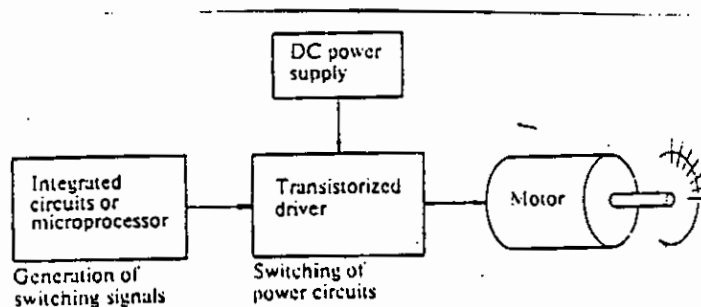 DC power
supply
Integrated
circuits or
microprocessor
Transistorized
driver
Motor
Generation of
switching signals
Switching of
power circuits